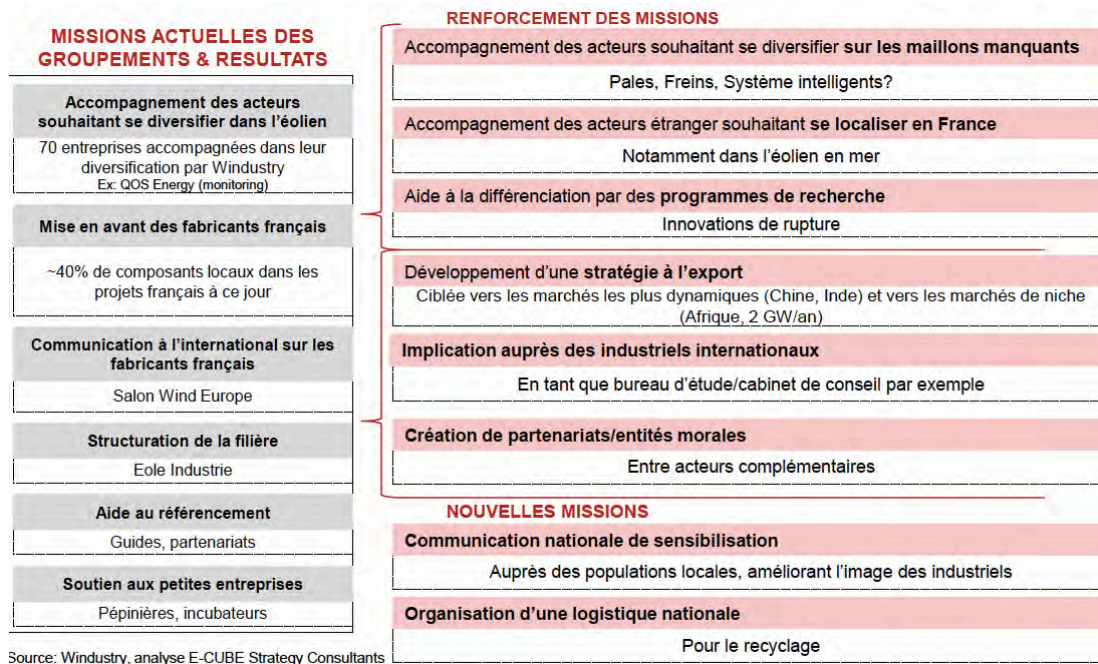 MISSIONS ACTUELLES DES
GROUPEMENTS & RESULTATS
Accompagnement des acteurs
souhaitant se diversifier dans l'éolien
70 entreprises accompagnées dans leur
diversification par Windustry
Ex: QOS Energy (monitoring)
Mise en avant des fabricants français
~40% de composants locaux dans les
projets français à ce jour
Communication à l'international sur les
fabricants français
Salon Wind Europe
Structuration de la filière
Eole Industrie
Aide au référencement
Guides, partenariats
Soutien aux petites entreprises
Pépinières, incubateurs
Source: Windustry, analyse E-CUBE Strategy Consultants
RENFORCEMENT DES MISSIONS
Accompagnement des acteurs souhaitant se diversifier sur les maillons manquants
Pales, Freins, Système intelligents?
Accompagnement des acteurs étranger souhaitant se localiser en France
Notamment dans l'éolien en mer
Aide à la différenciation par des programmes de recherche
Innovations de rupture
Développement d'une stratégie à l'export
Ciblée vers les marchés les plus dynamiques (Chine, Inde) et vers les marchés de niche
(Afrique, 2 GW/an)
Implication auprès des industriels internationaux
En tant que bureau d'étude/cabinet de conseil par exemple
Création de partenariats/entités morales
Entre acteurs complémentaires
NOUVELLES MISSIONS
Communication nationale de sensibilisation
Auprès des populations locales, améliorant l'image des industriels
Organisation d'une logistique nationale
Pour le recyclage